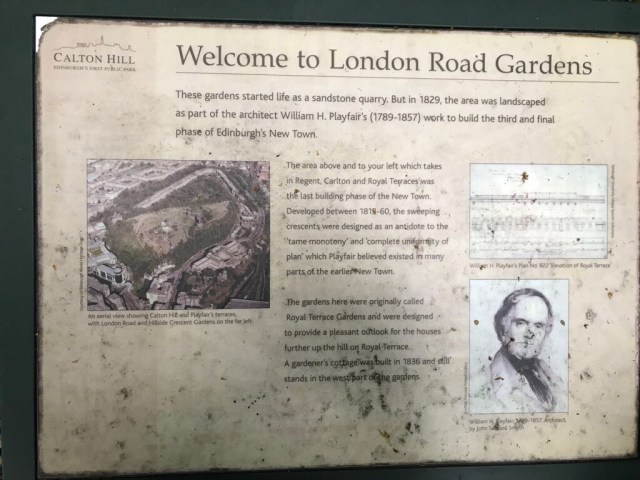 CALTON HILL
EDINBURGH'S FIRST PUBLIC PARK
Welcome to London Road Gardens
These gardens started life as a sandstone quarry. But in 1829, the area was landscaped
as part of the architect William H. Playfair's (1789-1857) work to build the third and final
phase of Edinburgh's New Town.
The area above and to your left which takes
in Regent, Carlton and Royal Terraces was
the last building phase of the New Town.
Developed between 1819-60, the sweeping
crescents were designed as an antidote to the
'tame monotony' and 'complete uniformity of
plan' which Playfair believed existed in many
parts of the earlier New Town.
The gardens here were originally called
Royal Terrace Gardens and were designed
to provide a pleasant outlook for the houses
further up the hill on Royal Terrace.
A gardener's cottage was built in 1836 and still
stands in the west part of the gardens.
An aerial view showing Calton Hill and Playfair's terraces,
with London Road and Hillside Crescent Gardens on the far left
William H. Playfair's Plan No. 822 'Elevation of Royal Terrace'
William H. Playfair, 1789-1857. Architect,
by John